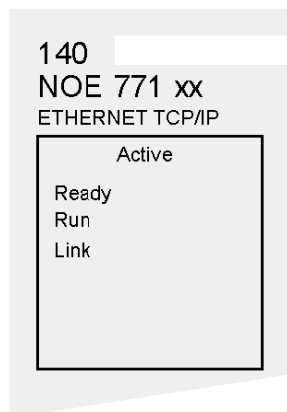 140
NOE 771 xx
ETHERNET TCP/IP
Active
Ready
Run
Link